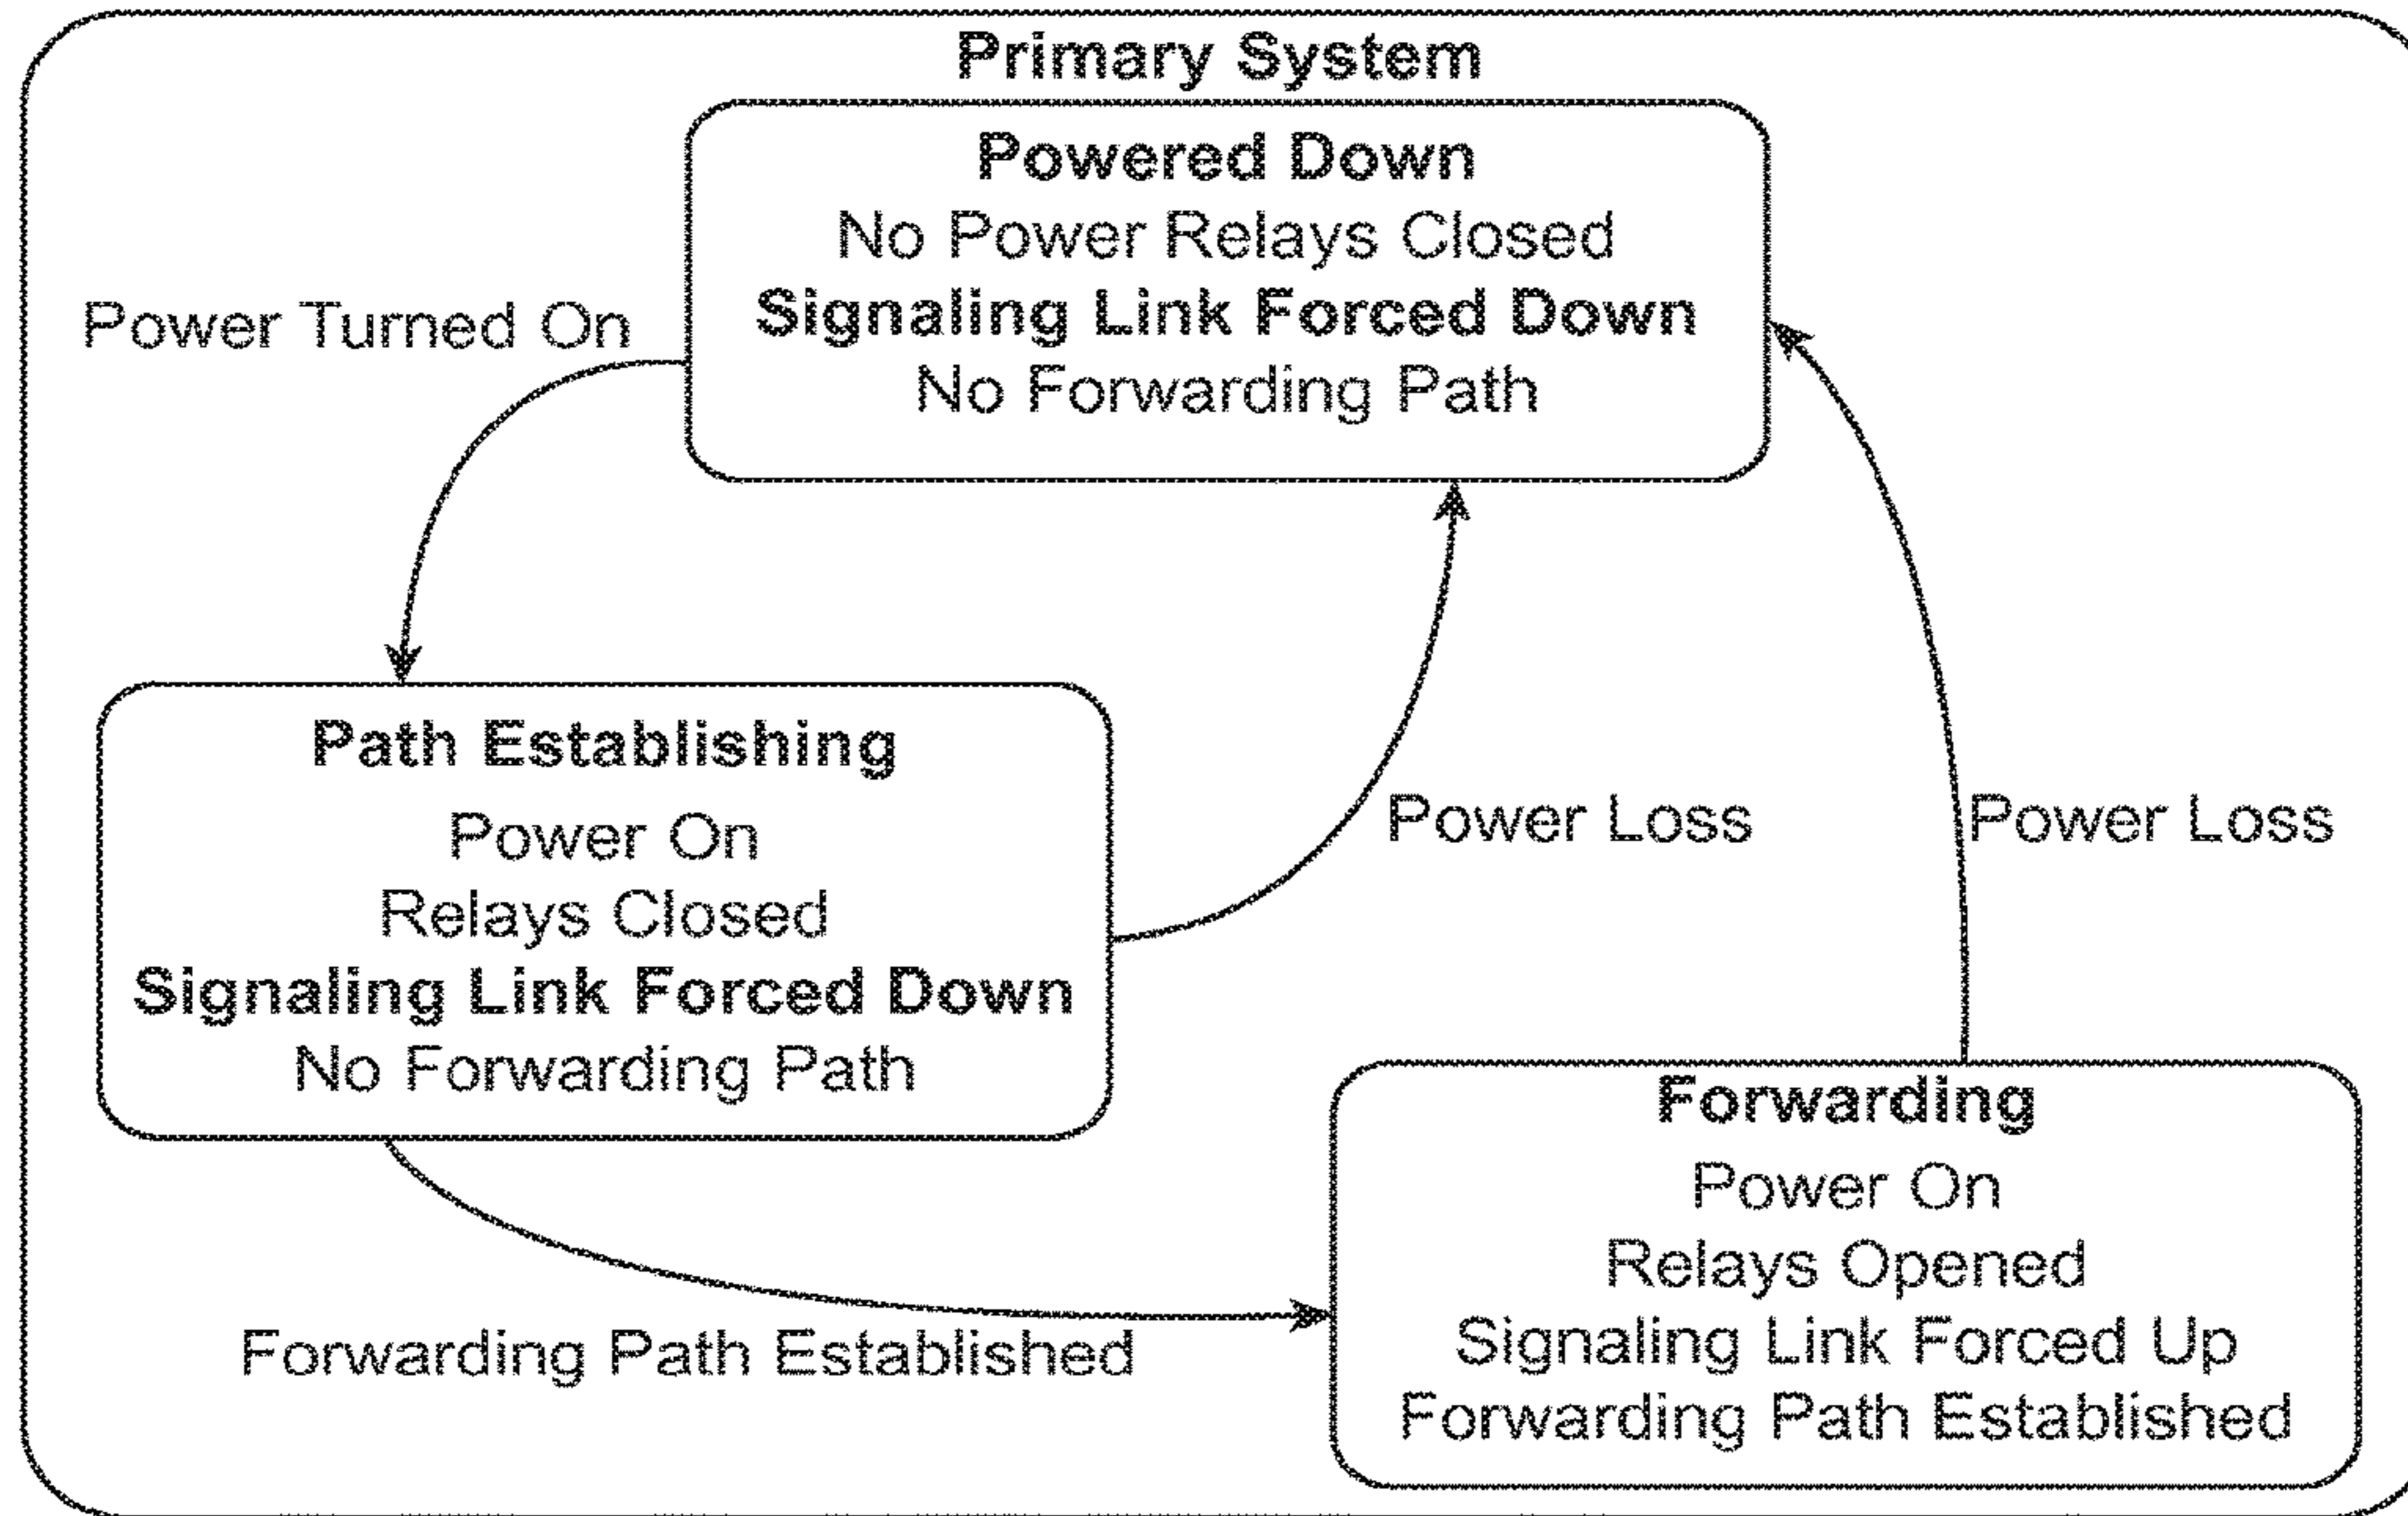 Primary System
Powered Down
No Power Relays Closed
Signaling Link Forced Down
No Forwarding Path
Power Turned On
Path Establishing
Power On
Relays Closed
Signaling Link Forced Down
No Forwarding Path
Power Loss
Power Loss
Forwarding
Power On
Relays Opened
Signaling Link Forced Up
Forwarding Path Established
Forwarding Path Established